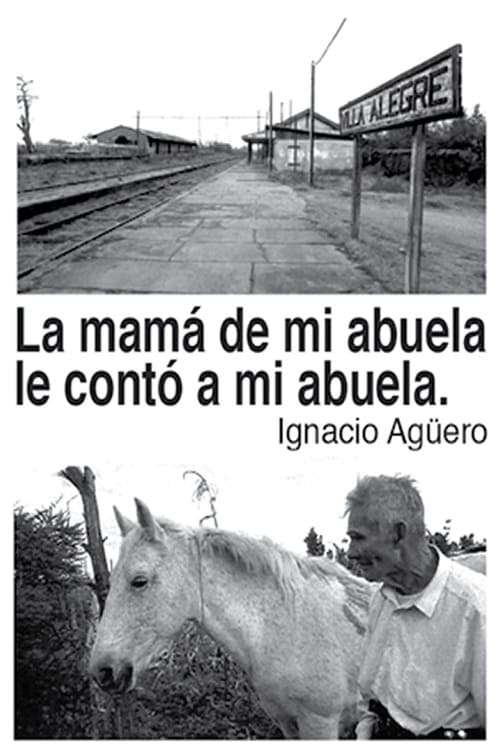 VILLA ALEGRE
La mamá de mi abuela
le contó a mi abuela.
Ignacio Agüero